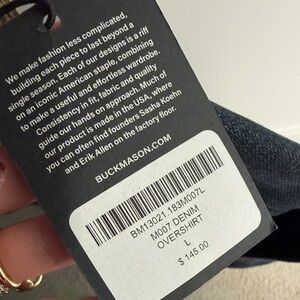 We make fashion less complicated,
building each piece to last beyond a
single season. Each of our designs is a riff
on an iconic American staple, combining
to make a useful and effortless wardrobe.
Consistency in fit, fabric and quality
guide our hands on approach. Much of
our product is made in the USA, where
you can often find founders Sasha Koehn
and Erik Allen on the factory floor.
BUCKMASON.COM
BM13021.183M007L
M007 DENIM
OVERSHIRT
L
$145.00